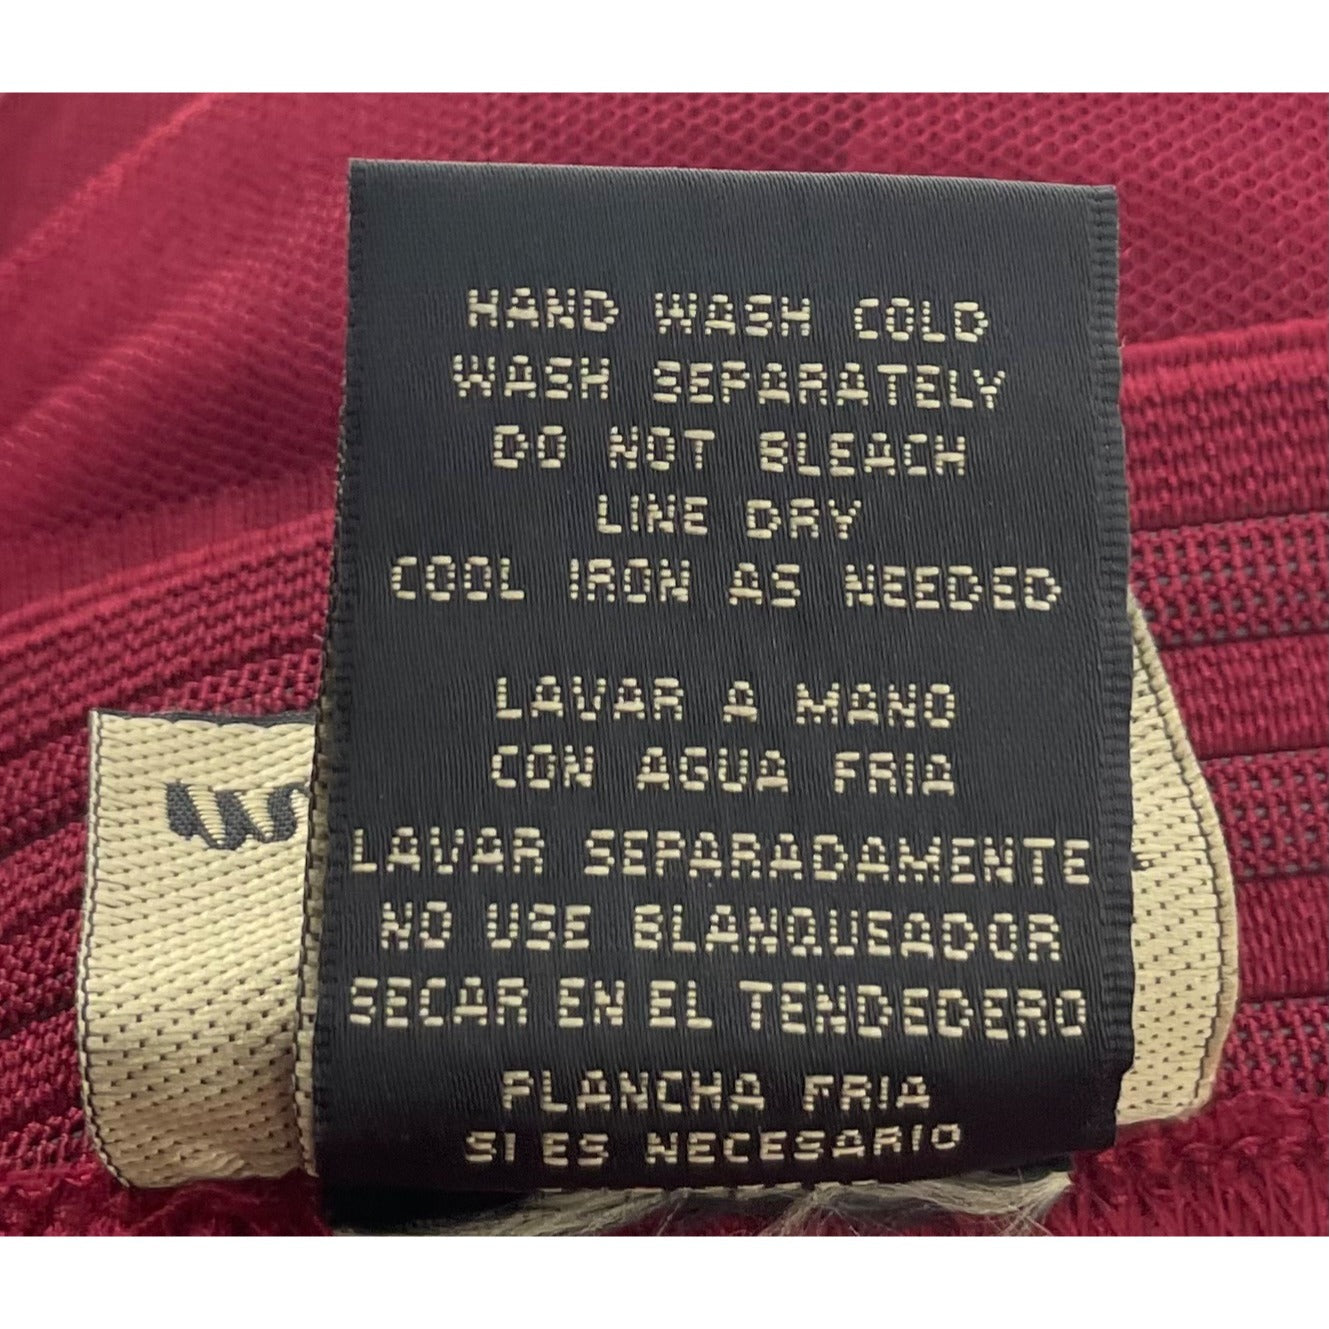 HAND WASH COLD
WASH SEPARATELY
DO NOT BLEACH
LINE DRY
COOL IRON AS NEEDED
LAVAR A MANO
CON AGUA FRIA
LAVAR SEPARADAMENTE
NO USE BLANQUEADOR
SECAR EN EL TENDEDERO
PLANCHA FRIA
SI ES NECESARIO